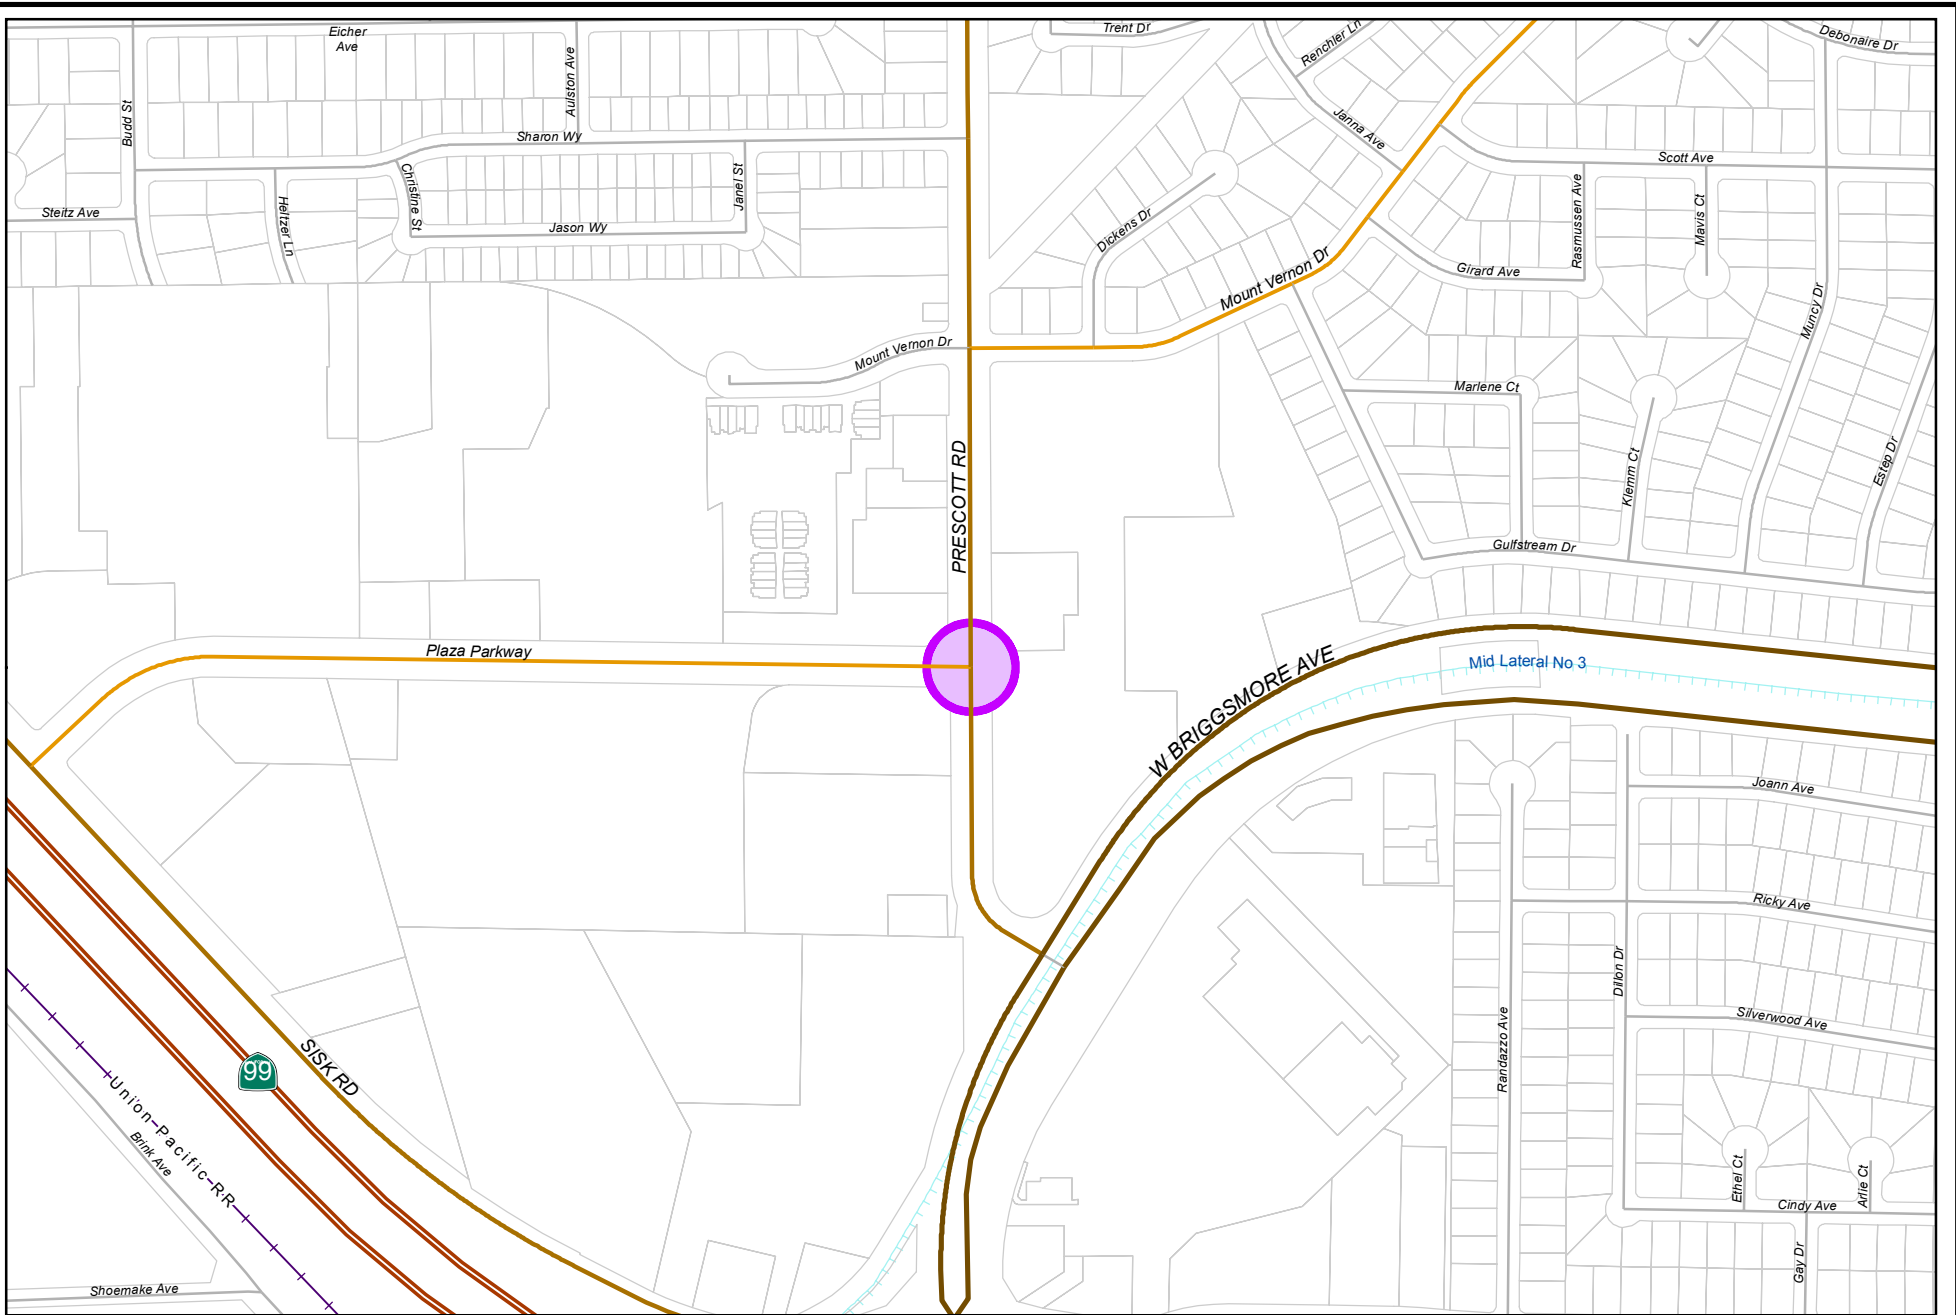 Eicher
Ave
Trent Dr
Renchler Ln
Debonaire Dr
Budd St
Aulston Ave
Sharon Wy
Janna Ave
Scott Ave
Christine St
Janel St
Rasmussen Ave
Mavis Ct
Steitz Ave
Heltzer Ln
Jason Wy
Dickens Dr
Girard Ave
Mount Vernon Dr
Muncy Dr
Mount Vernon Dr
Marlene Ct
PRESCOTT RD
Klemm Ct
Estep Dr
Gulfstream Dr
Plaza Parkway
W BRIGGSMORE AVE
Mid Lateral No 3
Joann Ave
Ricky Ave
Dillon Dr
Silverwood Ave
Randazzo Ave
SISK RD
99
Union Pacific RR
Brink Ave
Ethel Ct
Arlie Ct
Cindy Ave
Gay Dr
Shoemake Ave